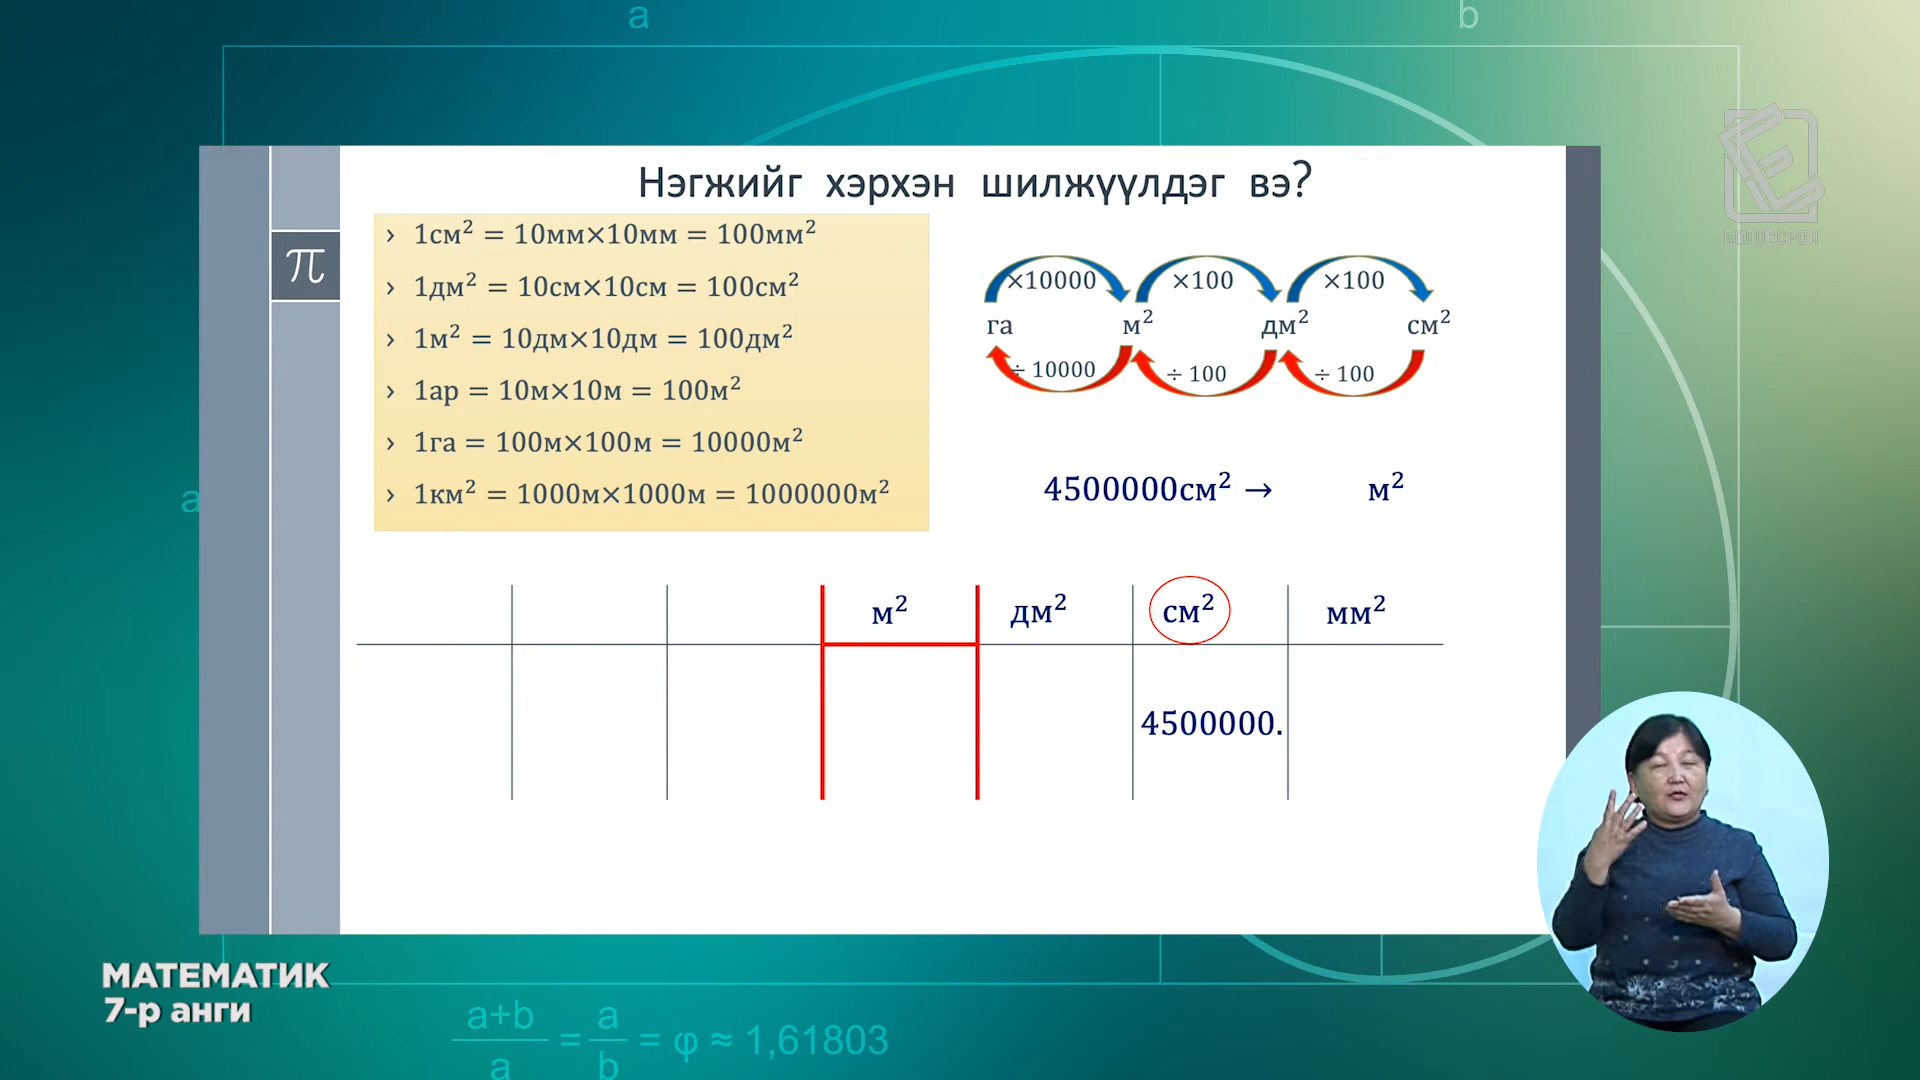 a
b
Нэгжийг хэрхэн шилжүүлдэг вэ?
π
› 1см² = 10мм×10мм = 100мм²
› 1дм² = 10см×10см = 100см²
› 1м² = 10дм×10дм = 100дм²
› 1ар = 10м×10м = 100м²
› 1га = 100м×100м = 10000м²
› 1км² = 1000м×1000м = 1000000м²
×10000 ×100 ×100
га м² дм² см²
÷ 10000 ÷ 100 ÷ 100
4500000см² → м²
a
м² дм² см² мм²
4500000.
БОЛОВСРОЛ
МАТЕМАТИК
7-р анги
a+b/a = a/b = φ ≈ 1,61803